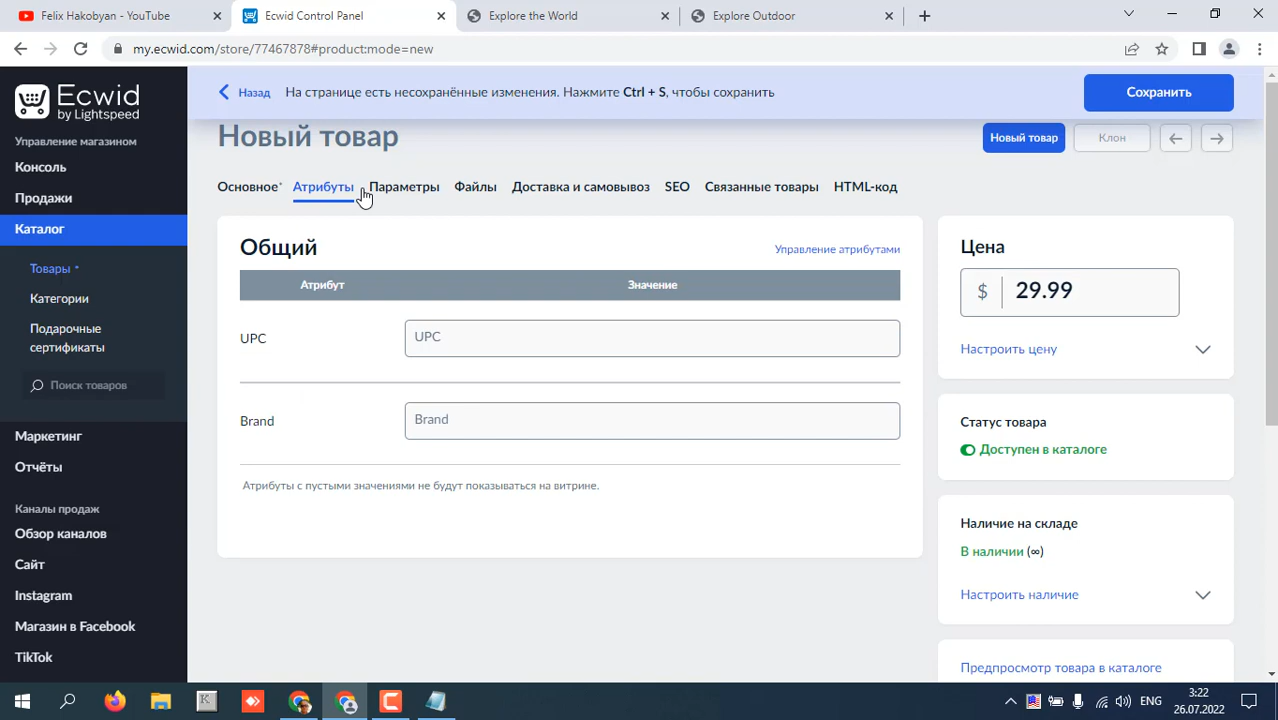 Felix Hakobyan - YouTube
Ecwid Control Panel
Explore the World
Explore Outdoor
my.ecwid.com/store/77467878#product:mode=new
Ecwid
by Lightspeed
Управление магазином
Консоль
Продажи
Каталог
Товары *
Категории
Подарочные
сертификаты
Поиск товаров
Маркетинг
Отчёты
Каналы продаж
Обзор каналов
Сайт
Instagram
Магазин в Facebook
TikTok
Назад
На странице есть несохранённые изменения. Нажмите Ctrl + S, чтобы сохранить
Сохранить
Новый товар
Новый товар
Клон
Основное*
Атрибуты
Параметры
Файлы
Доставка и самовывоз
SEO
Связанные товары
HTML-код
Общий
Управление атрибутами
Атрибут
Значение
UPC
UPC
Brand
Brand
Атрибуты с пустыми значениями не будут показываться на витрине.
Цена
$ 29.99
Настроить цену
Статус товара
Доступен в каталоге
Наличие на складе
В наличии (∞)
Настроить наличие
Предпросмотр товара в каталоге
K
ENG
3:22
26.07.2022